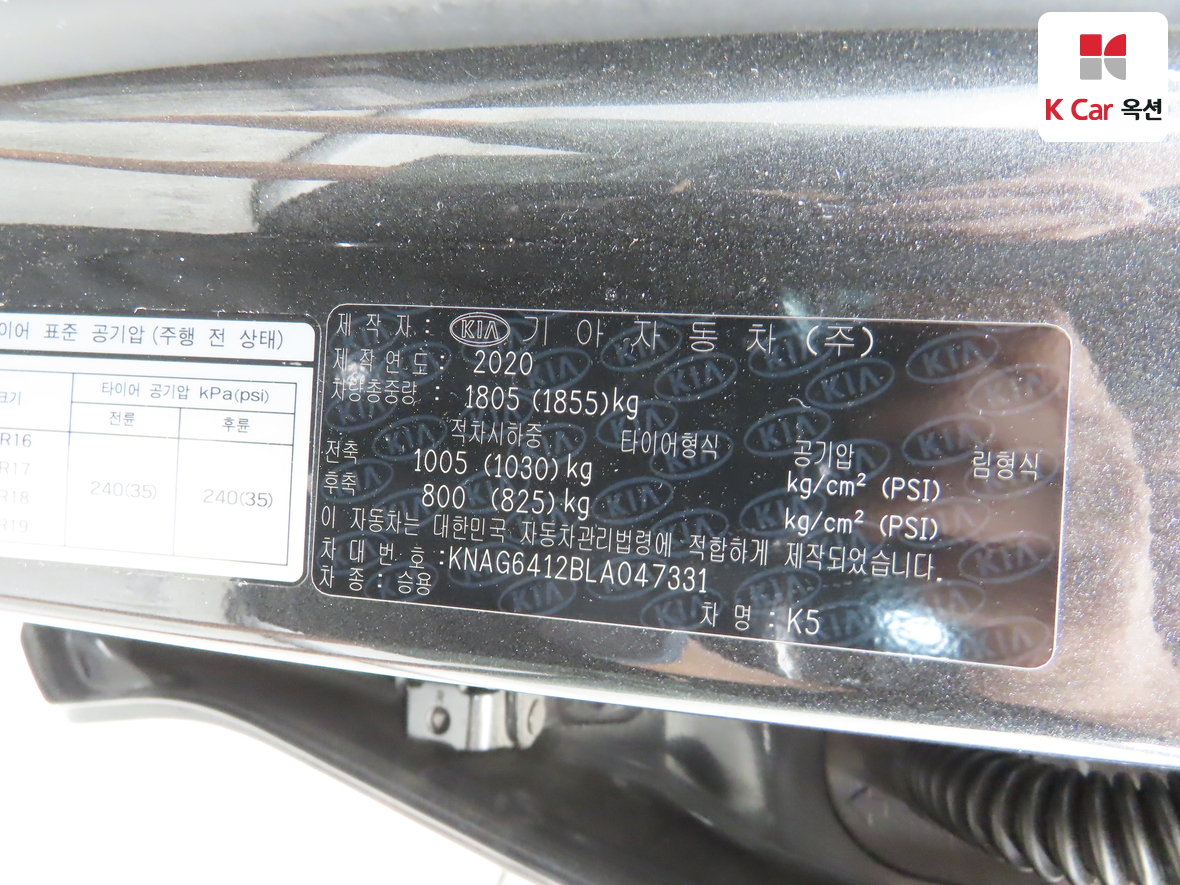 K Car 옥션
이어 표준 공기압 (주행 전 상태)
크기 타이어 공기압 kPa(psi)
전륜 후륜
R16
R17
R18
R19
240(35) 240(35)
제 작 자 : KIA 기 아 자 동 차 (주)
제 작 연 도 : 2020
차량총중량 : 1805 (1855)kg
적차시하중 타이어형식 공기압 림형식
전축 1005 (1030)kg kg/cm² (PSI)
후축 800 (825)kg kg/cm² (PSI)
이 자동차는 대한민국 자동차관리법령에 적합하게 제작되었습니다.
차 대 번 호 :KNAG6412BLA047331
차 종 : 승용 차 명 : K5